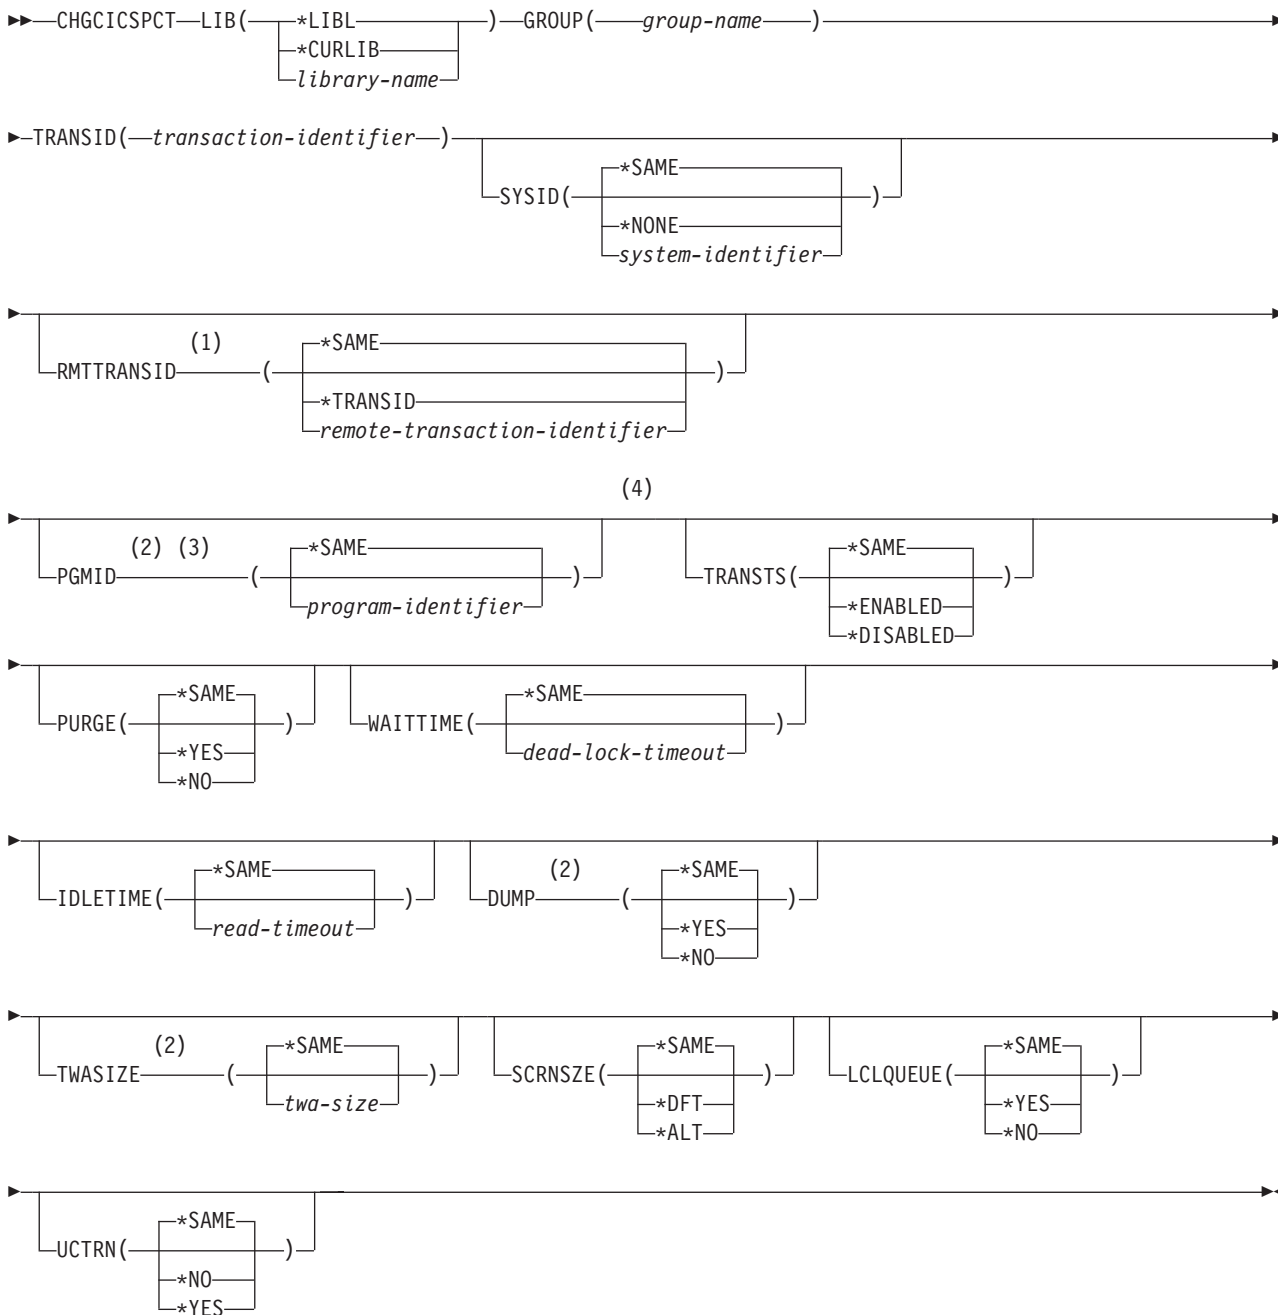 CHGCICSPCT LIB( *LIBL ) GROUP( group-name )
*CURLIB
library-name
TRANSID( transaction-identifier )
SYSID( *SAME )
*NONE
system-identifier
(1)
RMTTRANSID ( *SAME )
*TRANSID
remote-transaction-identifier
(4)
(2) (3)
PGMID ( *SAME ) TRANSTS( *SAME )
program-identifier *ENABLED
*DISABLED
PURGE( *SAME ) WAITTIME( *SAME )
*YES dead-lock-timeout
*NO
(2)
IDLETIME( *SAME ) DUMP ( *SAME )
read-timeout *YES
*NO
(2)
TWASIZE ( *SAME ) SCRNSZE( *SAME ) LCLQUEUE( *SAME )
twa-size *DFT *YES
*ALT *NO
UCTRN( *SAME )
*NO
*YES